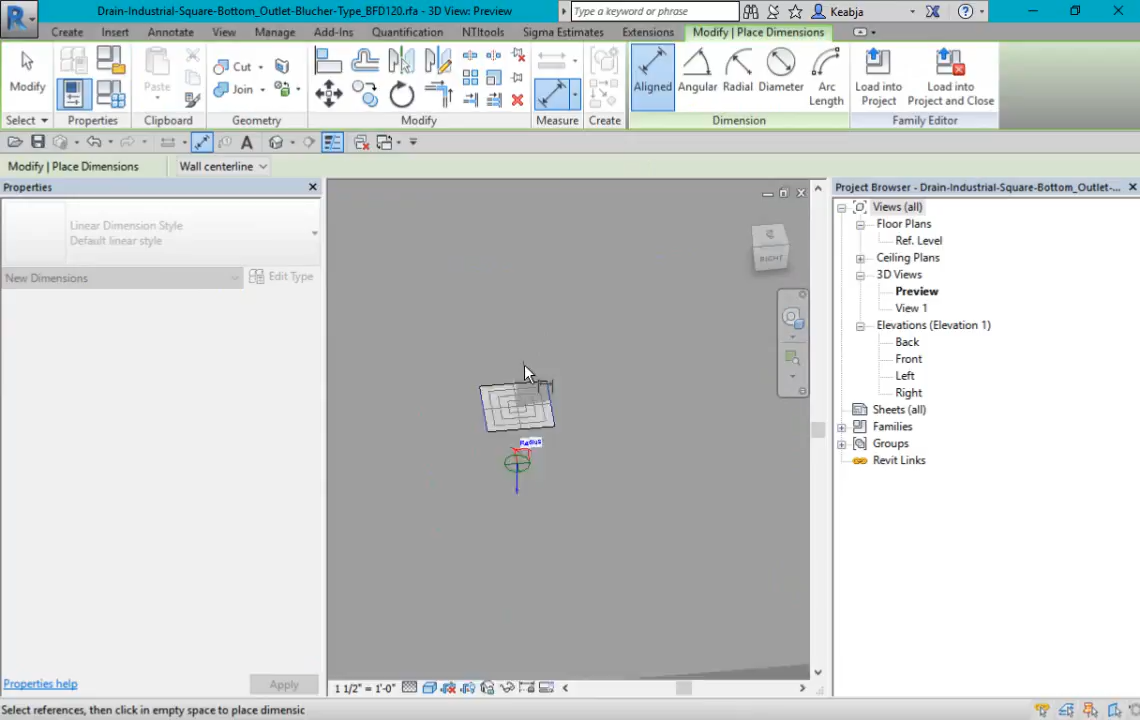 Drain-Industrial-Square-Bottom_Outlet-Blucher-Type_BFD120.rfa - 3D View: Preview
Type a keyword or phrase
Keabja
Create Insert Annotate View Manage Add-Ins Quantification NTItools Sigma Estimates Extensions Modify | Place Dimensions
Modify
Paste
Cut
Join
Aligned Angular Radial Diameter Arc Length
Load into Project
Load into Project and Close
Select Properties Clipboard Geometry Modify Measure Create Dimension Family Editor
Modify | Place Dimensions
Wall centerline
Properties
Linear Dimension Style
Default linear style
New Dimensions
Edit Type
RIGHT
Radius
Project Browser - Drain-Industrial-Square-Bottom_Outlet-...
Views (all)
Floor Plans
Ref. Level
Ceiling Plans
3D Views
Preview
View 1
Elevations (Elevation 1)
Back
Front
Left
Right
Sheets (all)
Families
Groups
Revit Links
Properties help
Apply
1 1/2" = 1'-0"
Select references, then click in empty space to place dimensic